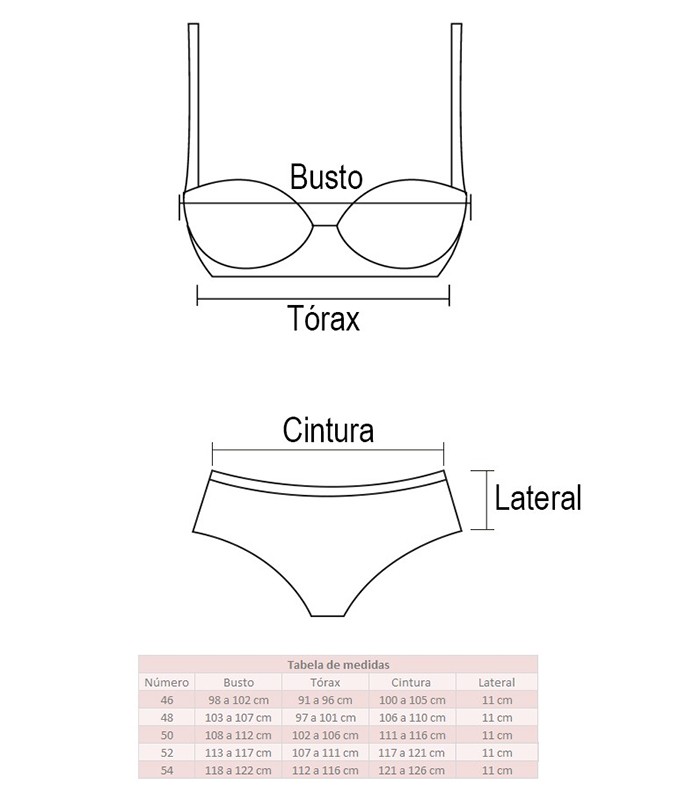 Busto
Tórax
Cintura
Lateral
Tabela de medidas
Número Busto Tórax Cintura Lateral
46 98 a 102 cm 91 a 96 cm 100 a 105 cm 11 cm
48 103 a 107 cm 97 a 101 cm 106 a 110 cm 11 cm
50 108 a 112 cm 102 a 106 cm 111 a 116 cm 11 cm
52 113 a 117 cm 107 a 111 cm 117 a 121 cm 11 cm
54 118 a 122 cm 112 a 116 cm 121 a 126 cm 11 cm